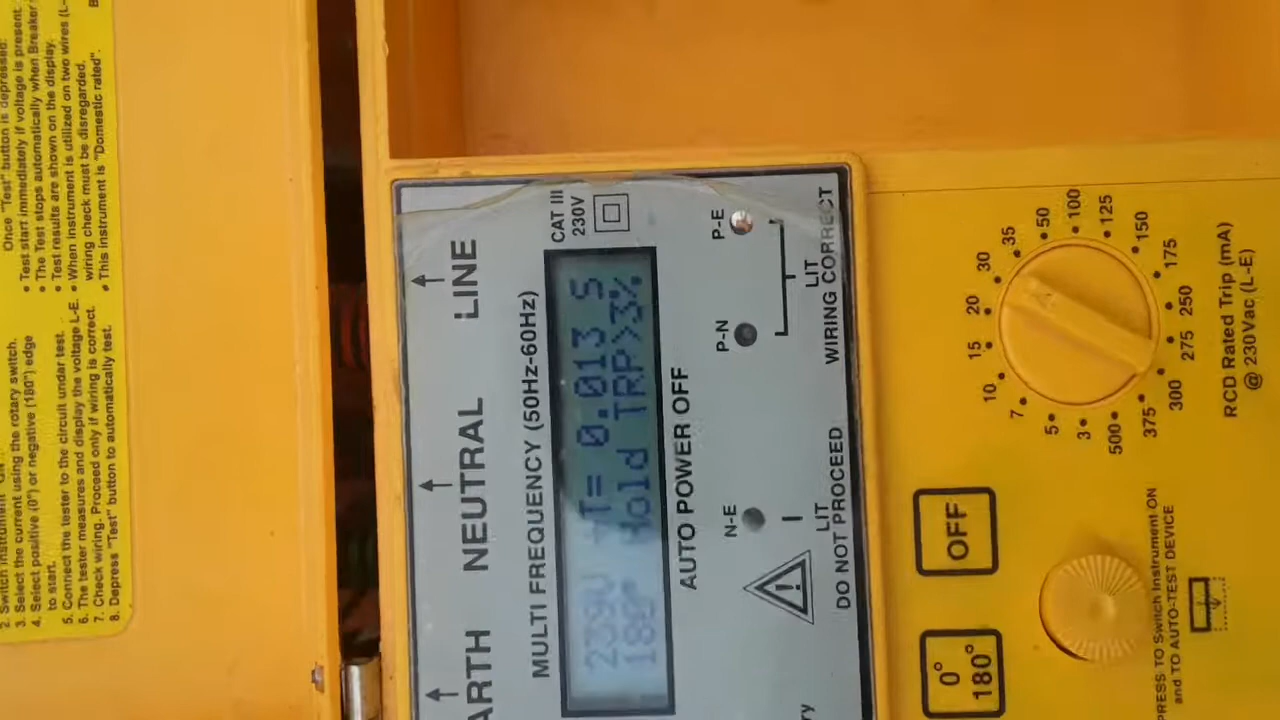 Once "Test" button is depressed:
• Test start immediately if voltage is present.
• The Test stops automatically when Breaker
• Test results are shown on the display.
• When instrument is utilized on two wires (L-
wiring check must be disregarded.
• This instrument is "Domestic rated".
3. Select the current using the rotary switch.
4. Select positive (0°) or negative (180°) edge
to start.
5. Connect the tester to the circuit undar test.
6. The tester measures and display the voltage L-E.
7. Check wiring. Proceed only if wiring is correct.
8. Depress "Test" button to automatically test.
ARTH NEUTRAL LINE
MULTI FREQUENCY (50Hz-60Hz)
CAT III
230V
239V T= 0.013 S
180° Hold TRP>3%
AUTO POWER OFF
N-E P-N P-E
LIT
DO NOT PROCEED
LIT
WIRING CORRECT
0°
180°
OFF
3 5 7 10 15 20 30 35 50 100 125 150 175 250 275 300 375 500
RCD Rated Trip (mA)
@ 230Vac (L-E)
PRESS TO Switch Instrument ON
and TO AUTO-TEST DEVICE